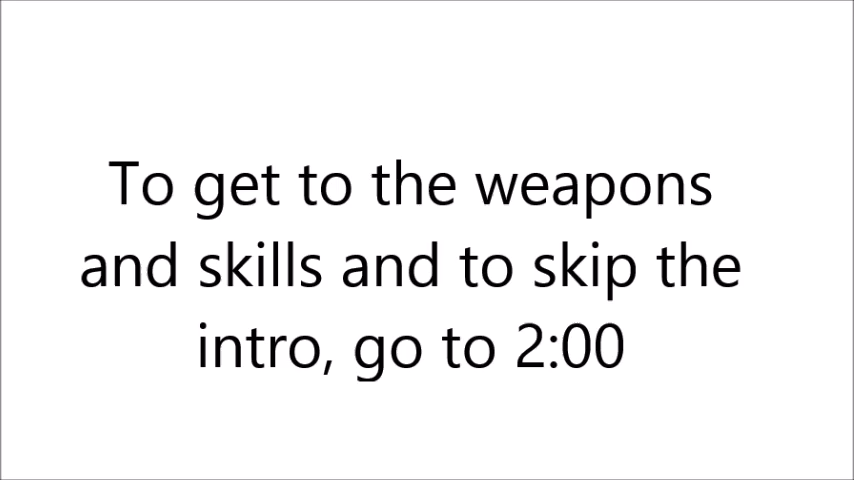 To get to the weapons
and skills and to skip the
intro, go to 2:00